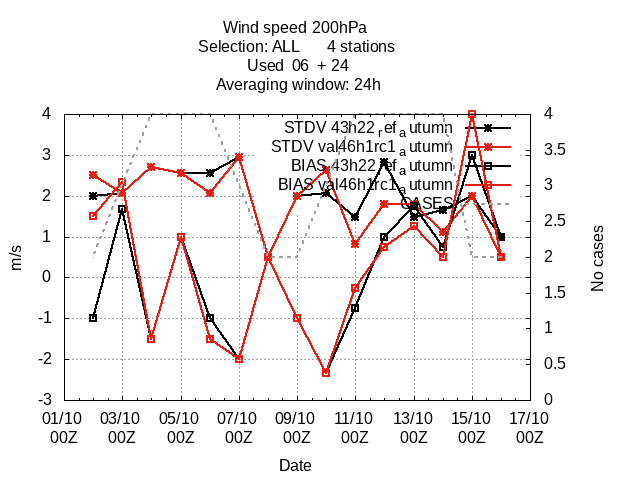 Wind speed 200hPa
Selection: ALL 4 stations
Used 06 + 24
Averaging window: 24h
STDV 43h22_ref_autumn
STDV val46h1rc1_autumn
BIAS 43h22_ref_autumn
BIAS val46h1rc1_autumn
CASES
4
3
2
1
0
-1
-2
-3
m/s
4
3.5
3
2.5
2
1.5
1
0.5
0
No cases
01/10 03/10 05/10 07/10 09/10 11/10 13/10 15/10 17/10
00Z 00Z 00Z 00Z 00Z 00Z 00Z 00Z 00Z
Date